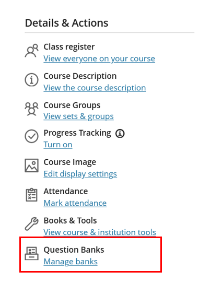 Details & Actions
Class register
View everyone on your course
Course Description
View the course description
Course Groups
View sets & groups
Progress Tracking
Turn on
Course Image
Edit display settings
Attendance
Mark attendance
Books & Tools
View course & institution tools
Question Banks
Manage banks